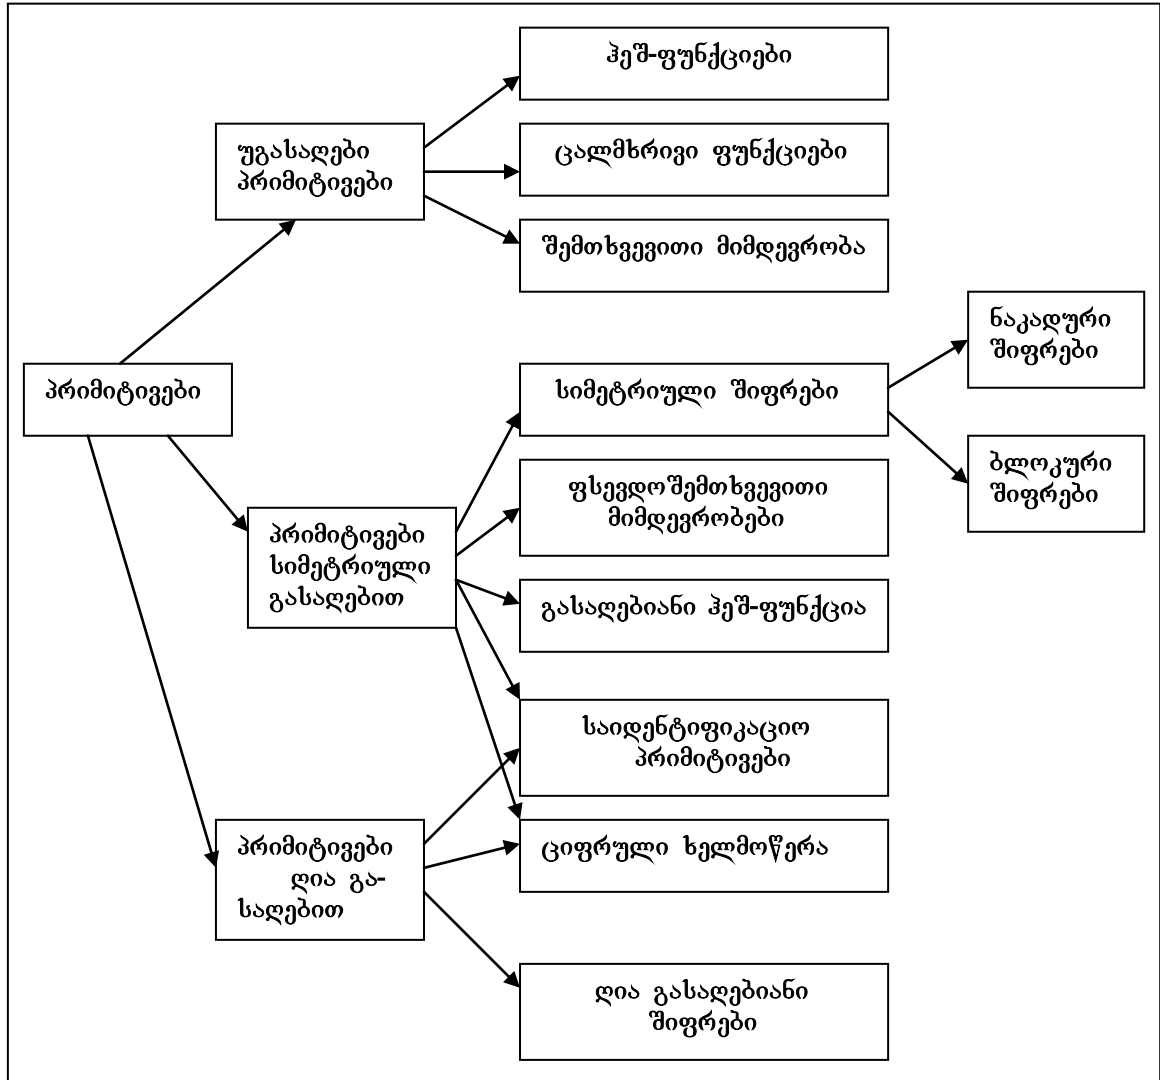 ჰეშ-ფუნქციები
უგასაღები
პრიმიტივები
ცალმხრივი ფუნქციები
შემთხვევითი მიმდევრობა
ნაკადური
შიფრები
პრიმიტივები
სიმეტრიული შიფრები
ბლოკური
შიფრები
ფსევდოშემთხვევითი
მიმდევრობები
პრიმიტივები
სიმეტრიული
გასაღებით
გასაღებიანი ჰეშ-ფუნქცია
საიდენტიფიკაციო
პრიმიტივები
პრიმიტივები
ღია გა-
საღებით
ციფრული ხელმოწერა
ღია გასაღებიანი
შიფრები